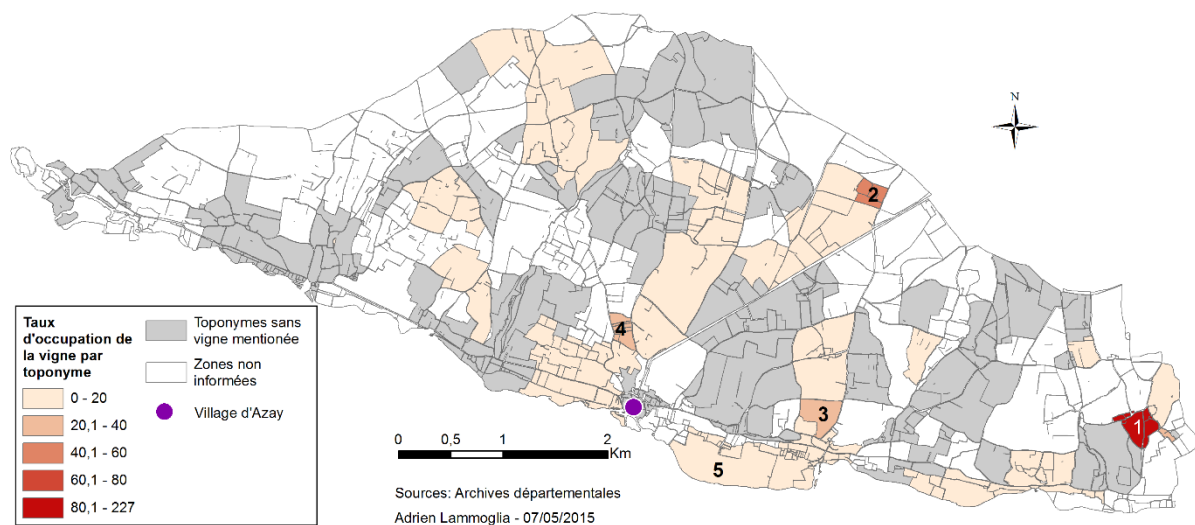 N
2
4
3
1
5
Taux
d'occupation de
la vigne par
toponyme
0 - 20
20,1 - 40
40,1 - 60
60,1 - 80
80,1 - 227
Toponymes sans
vigne mentionée
Zones non
informées
Village d'Azay
0 0,5 1 2
Km
Sources: Archives départementales
Adrien Lammoglia - 07/05/2015